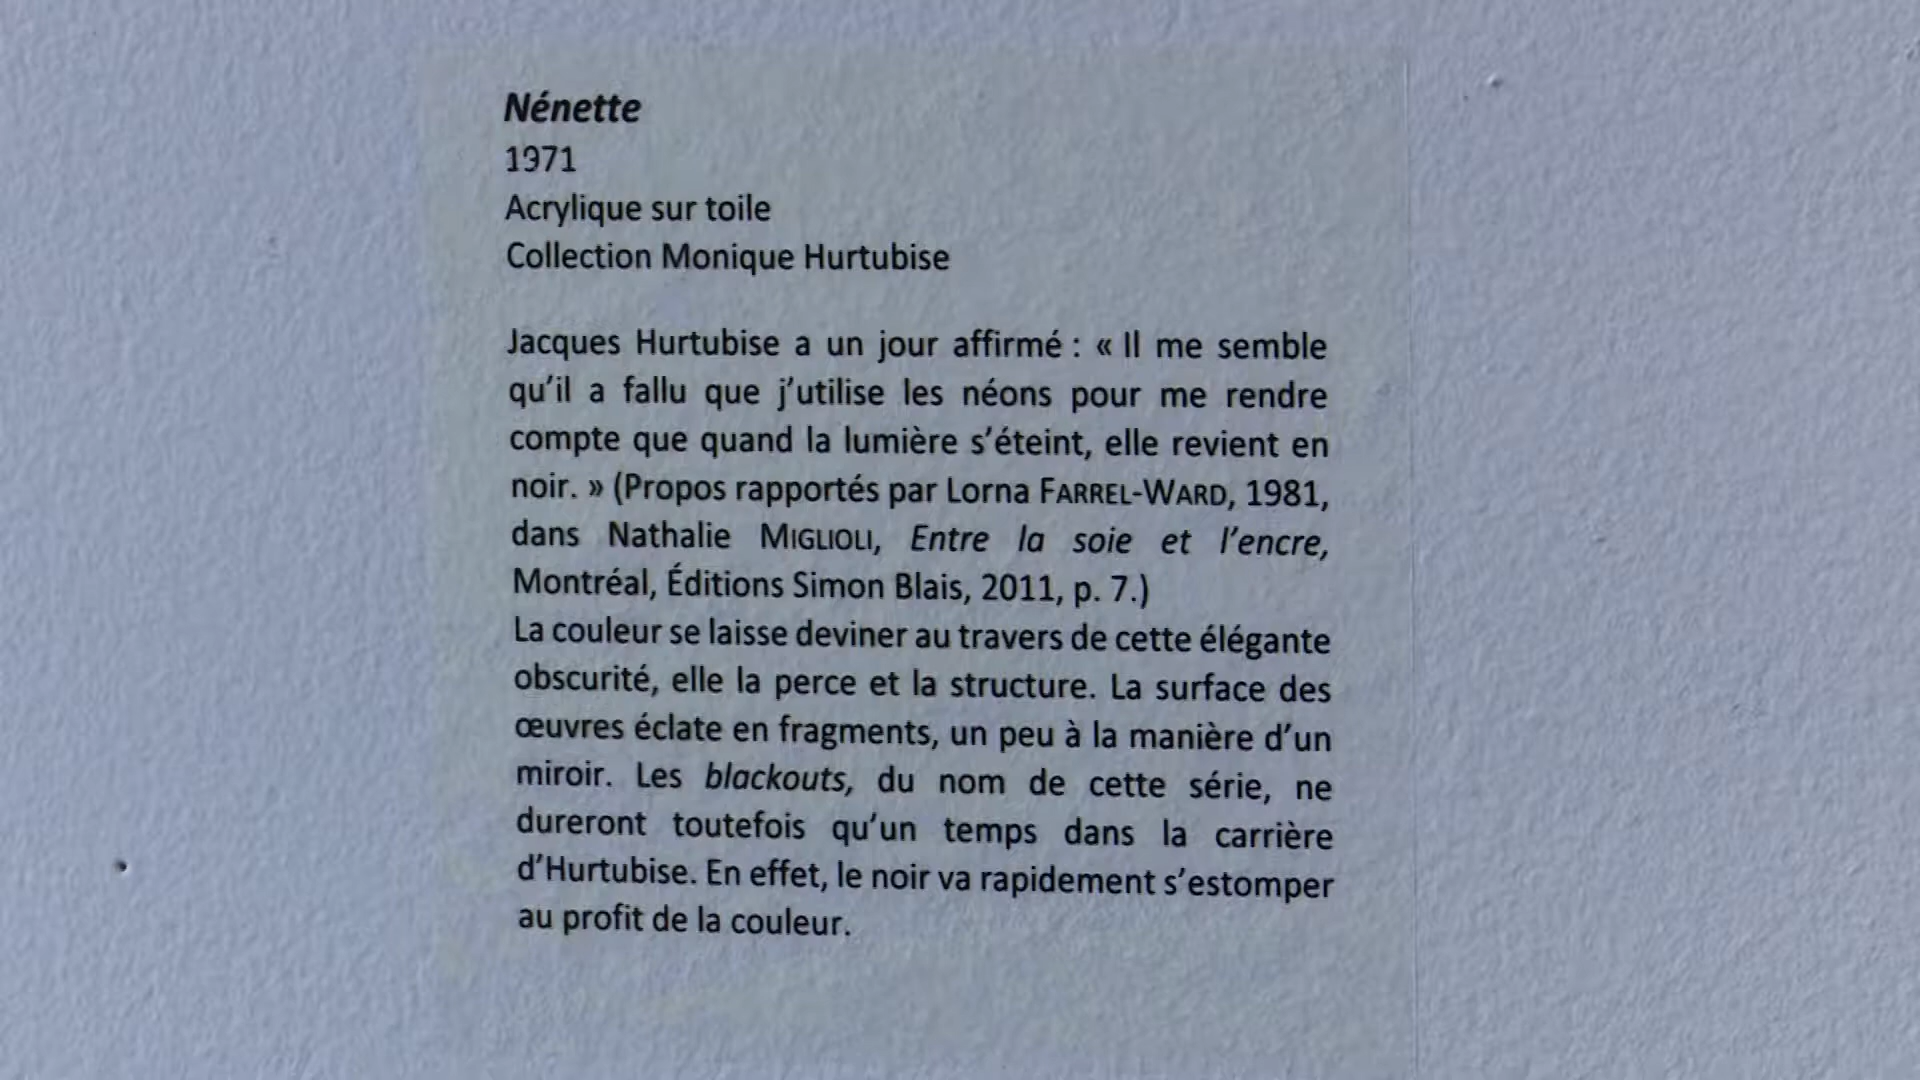 Nénette
1971
Acrylique sur toile
Collection Monique Hurtubise
Jacques Hurtubise a un jour affirmé : « Il me semble
qu’il a fallu que j’utilise les néons pour me rendre
compte que quand la lumière s’éteint, elle revient en
noir. » (Propos rapportés par Lorna FARREL-WARD, 1981,
dans Nathalie MIGLIOLI, Entre la soie et l’encre,
Montréal, Éditions Simon Blais, 2011, p. 7.)
La couleur se laisse deviner au travers de cette élégante
obscurité, elle la perce et la structure. La surface des
œuvres éclate en fragments, un peu à la manière d’un
miroir. Les blackouts, du nom de cette série, ne
dureront toutefois qu’un temps dans la carrière
d’Hurtubise. En effet, le noir va rapidement s’estomper
au profit de la couleur.